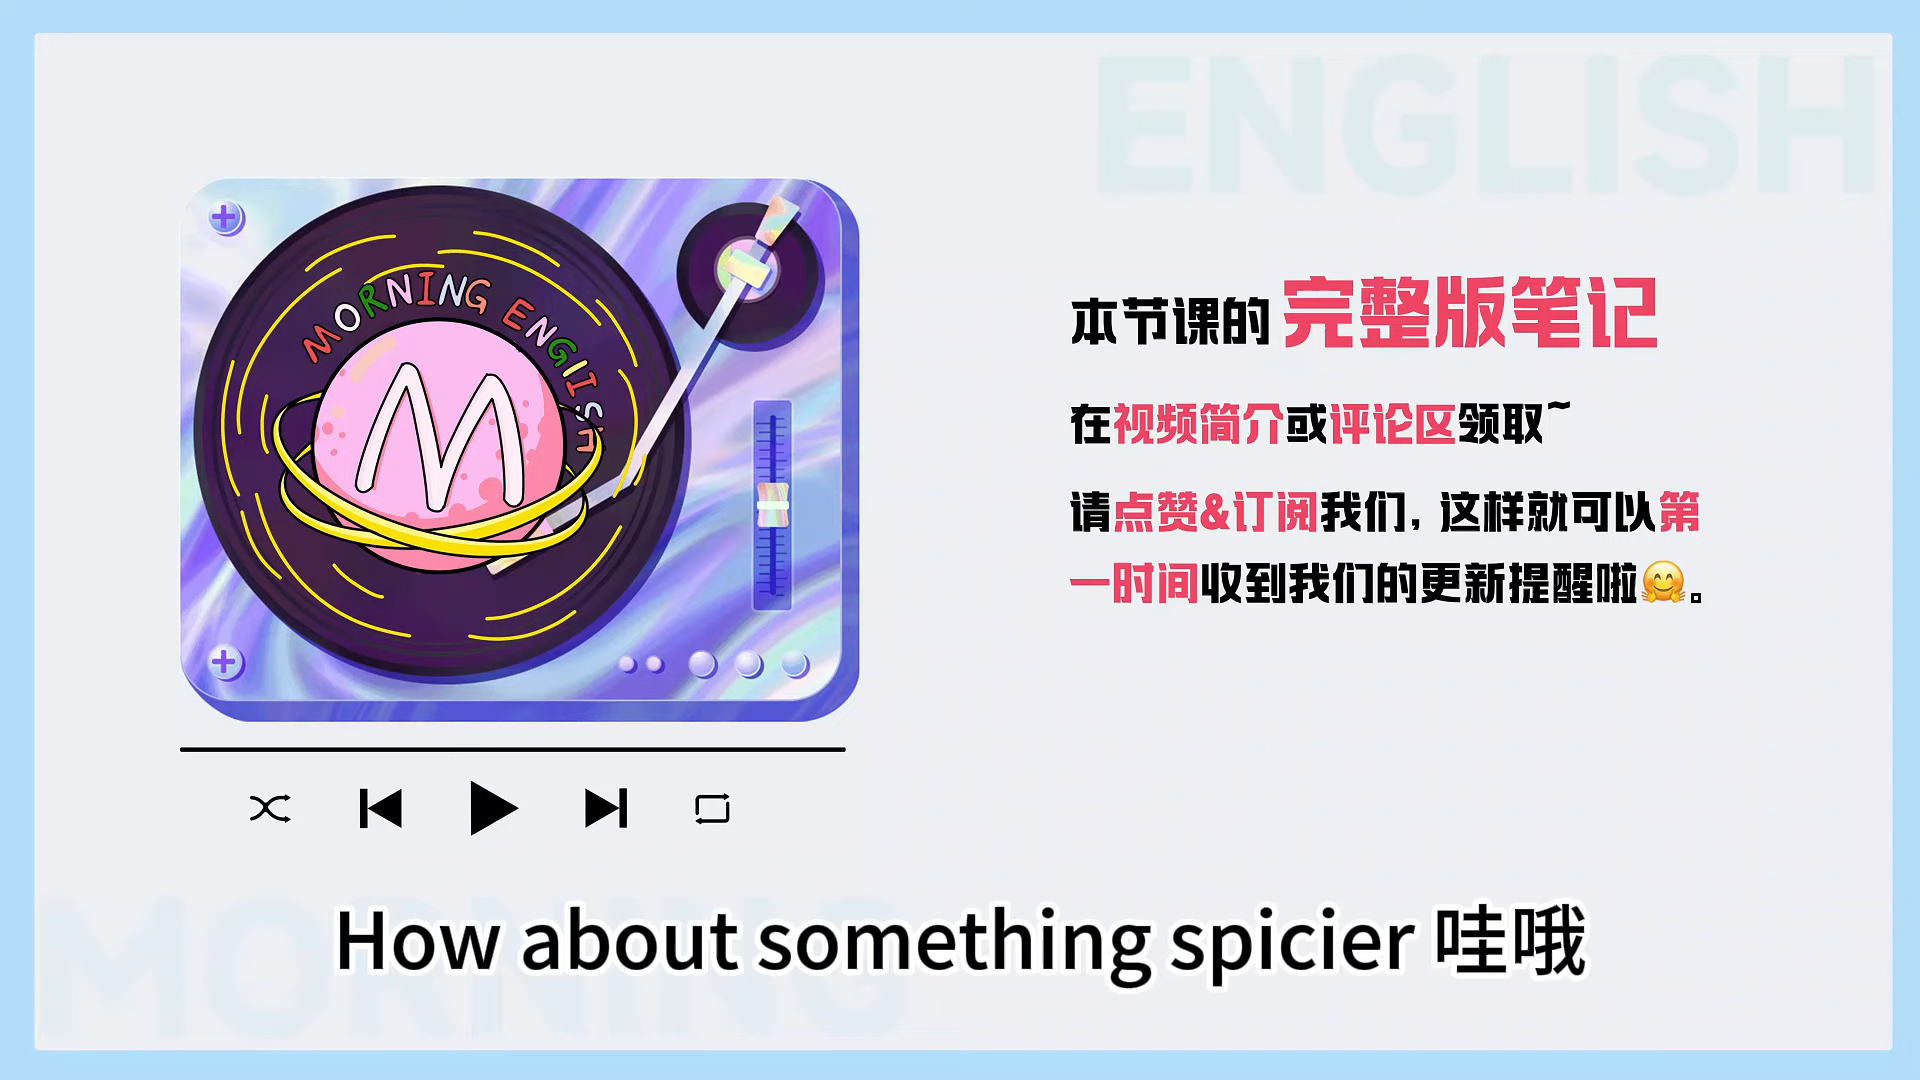 ENGLISH
MORNING ENGLISH
M
本节课的 完整版笔记
在视频简介或评论区领取~
请点赞&订阅我们, 这样就可以第
一时间收到我们的更新提醒啦🤗。
MORNING
How about something spicier 哇哦